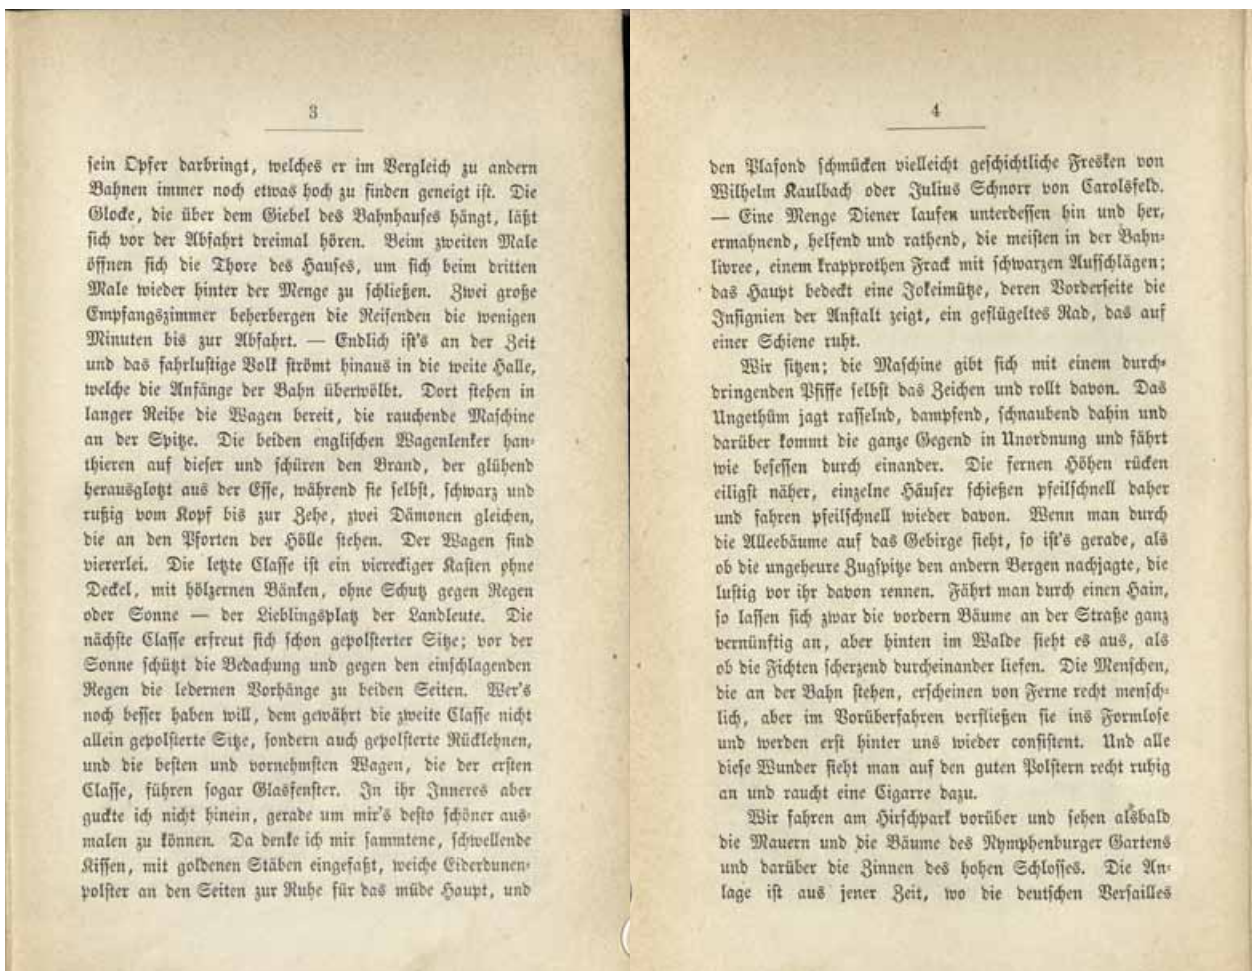 3
sein Opfer darbringt, welches er im Vergleich zu andern
Bahnen immer noch etwas hoch zu finden geneigt ist. Die
Glocke, die über dem Giebel des Bahnhauses hängt, läßt
sich vor der Abfahrt dreimal hören. Beim zweiten Male
öffnen sich die Thore des Hauses, um sich beim dritten
Male wieder hinter der Menge zu schließen. Zwei große
Empfangszimmer beherbergen die Reisenden die wenigen
Minuten bis zur Abfahrt. — Endlich ist's an der Zeit
und das fahrlustige Volk strömt hinaus in die weite Halle,
welche die Anfänge der Bahn überwölbt. Dort stehen in
langer Reihe die Wagen bereit, die rauchende Maschine
an der Spitze. Die beiden englischen Wagenlenker han-
thieren auf dieser und schüren den Brand, der glühend
herausglotzt aus der Esse, während sie selbst, schwarz und
rußig vom Kopf bis zur Zehe, zwei Dämonen gleichen,
die an den Pforten der Hölle stehen. Der Wagen sind
viererlei. Die letzte Classe ist ein viereckiger Kasten ohne
Deckel, mit hölzernen Bänken, ohne Schutz gegen Regen
oder Sonne — der Lieblingsplatz der Landleute. Die
nächste Classe erfreut sich schon gepolsterter Sitze; vor der
Sonne schützt die Bedachung und gegen den einschlagenden
Regen die ledernen Vorhänge zu beiden Seiten. Wer's
noch besser haben will, dem gewährt die zweite Classe nicht
allein gepolsterte Sitze, sondern auch gepolsterte Rücklehnen,
und die besten und vornehmsten Wagen, die der ersten
Classe, führen sogar Glasfenster. In ihr Inneres aber
guckte ich nicht hinein, gerade um mir's desto schöner aus-
malen zu können. Da denke ich mir sammtene, schwellende
Kissen, mit goldenen Stäben eingefaßt, weiche Eiderdunen-
polster an den Seiten zur Ruhe für das müde Haupt, und
4
den Plafond schmücken vielleicht geschichtliche Fresken von
Wilhelm Kaulbach oder Julius Schnorr von Carolsfeld.
— Eine Menge Diener laufen unterdessen hin und her,
ermahnend, helfend und rathend, die meisten in der Bahn-
livree, einem krapprothen Frack mit schwarzen Aufschlägen;
das Haupt bedeckt eine Jokeimütze, deren Vorderseite die
Insignien der Anstalt zeigt, ein geflügeltes Rad, das auf
einer Schiene ruht.
Wir sitzen; die Maschine gibt sich mit einem durch-
dringenden Pfiffe selbst das Zeichen und rollt davon. Das
Ungethüm jagt rasselnd, dampfend, schnaubend dahin und
darüber kommt die ganze Gegend in Unordnung und fährt
wie besessen durch einander. Die fernen Höhen rücken
eiligst näher, einzelne Häuser schießen pfeilschnell daher
und fahren pfeilschnell wieder davon. Wenn man durch
die Alleebäume auf das Gebirge sieht, so ist's gerade, als
ob die ungeheure Zugspitze den andern Bergen nachjagte, die
lustig vor ihr davon rennen. Fährt man durch einen Hain,
so lassen sich zwar die vordern Bäume an der Straße ganz
vernünftig an, aber hinten im Walde sieht es aus, als
ob die Fichten scherzend durcheinander liefen. Die Menschen,
die an der Bahn stehen, erscheinen von Ferne recht mensch-
lich, aber im Vorüberfahren verfließen sie ins Formlose
und werden erst hinter uns wieder consistent. Und alle
diese Wunder sieht man auf den guten Polstern recht ruhig
an und raucht eine Cigarre dazu.
Wir fahren am Hirschpark vorüber und sehen alsbald
die Mauern und die Bäume des Nymphenburger Gartens
und darüber die Zinnen des hohen Schlosses. Die An-
lage ist aus jener Zeit, wo die deutschen Versailles